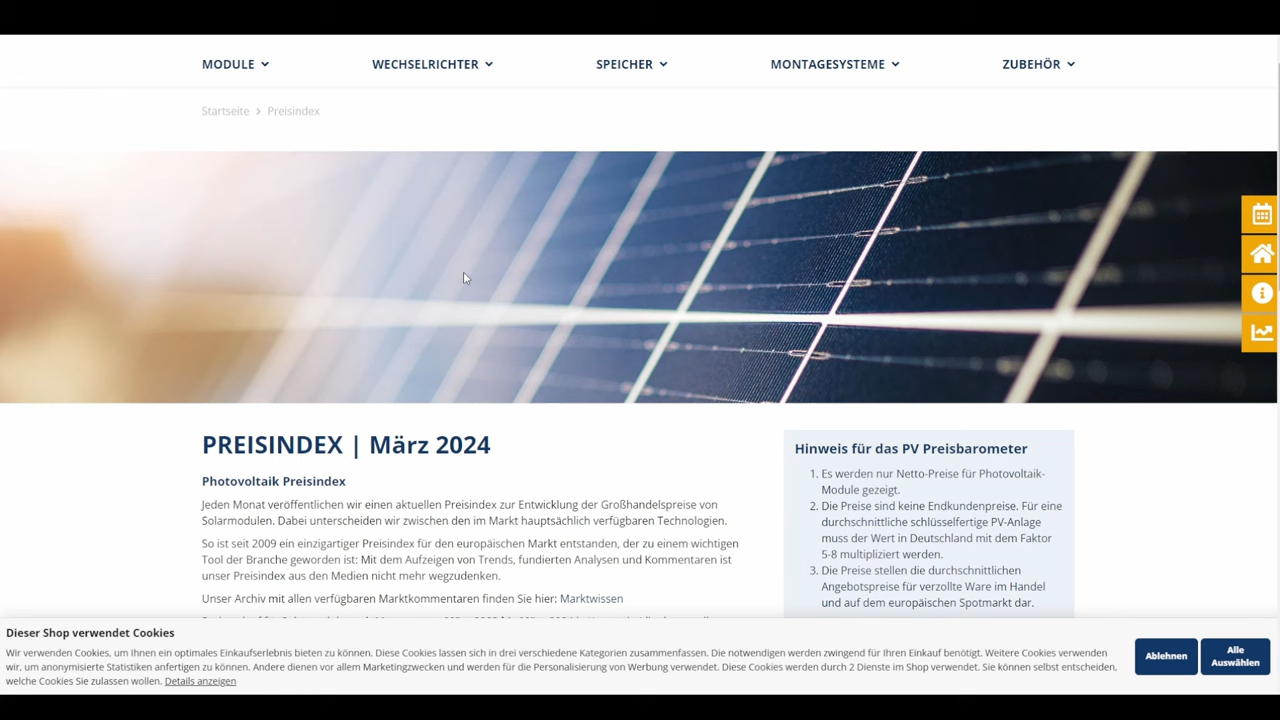 MODULE
WECHSELRICHTER
SPEICHER
MONTAGESYSTEME
ZUBEHÖR
Startseite > Preisindex
PREISINDEX | März 2024
Photovoltaik Preisindex
Jeden Monat veröffentlichen wir einen aktuellen Preisindex zur Entwicklung der Großhandelspreise von
Solarmodulen. Dabei unterscheiden wir zwischen den im Markt hauptsächlich verfügbaren Technologien.
So ist seit 2009 ein einzigartiger Preisindex für den europäischen Markt entstanden, der zu einem wichtigen
Tool der Branche geworden ist: Mit dem Aufzeigen von Trends, fundierten Analysen und Kommentaren ist
unser Preisindex aus den Medien nicht mehr wegzudenken.
Unser Archiv mit allen verfügbaren Marktkommentaren finden Sie hier: Marktwissen
Hinweis für das PV Preisbarometer
1. Es werden nur Netto-Preise für Photovoltaik-
Module gezeigt.
2. Die Preise sind keine Endkundenpreise. Für eine
durchschnittliche schlüsselfertige PV-Anlage
muss der Wert in Deutschland mit dem Faktor
5-8 multipliziert werden.
3. Die Preise stellen die durchschnittlichen
Angebotspreise für verzollte Ware im Handel
und auf dem europäischen Spotmarkt dar.
Dieser Shop verwendet Cookies
Wir verwenden Cookies, um Ihnen ein optimales Einkaufserlebnis bieten zu können. Diese Cookies lassen sich in drei verschiedene Kategorien zusammenfassen. Die notwendigen werden zwingend für Ihren Einkauf benötigt. Weitere Cookies verwenden
wir, um anonymisierte Statistiken anfertigen zu können. Andere dienen vor allem Marketingzwecken und werden für die Personalisierung von Werbung verwendet. Diese Cookies werden durch 2 Dienste im Shop verwendet. Sie können selbst entscheiden,
welche Cookies Sie zulassen wollen. Details anzeigen
Ablehnen
Alle
Auswählen